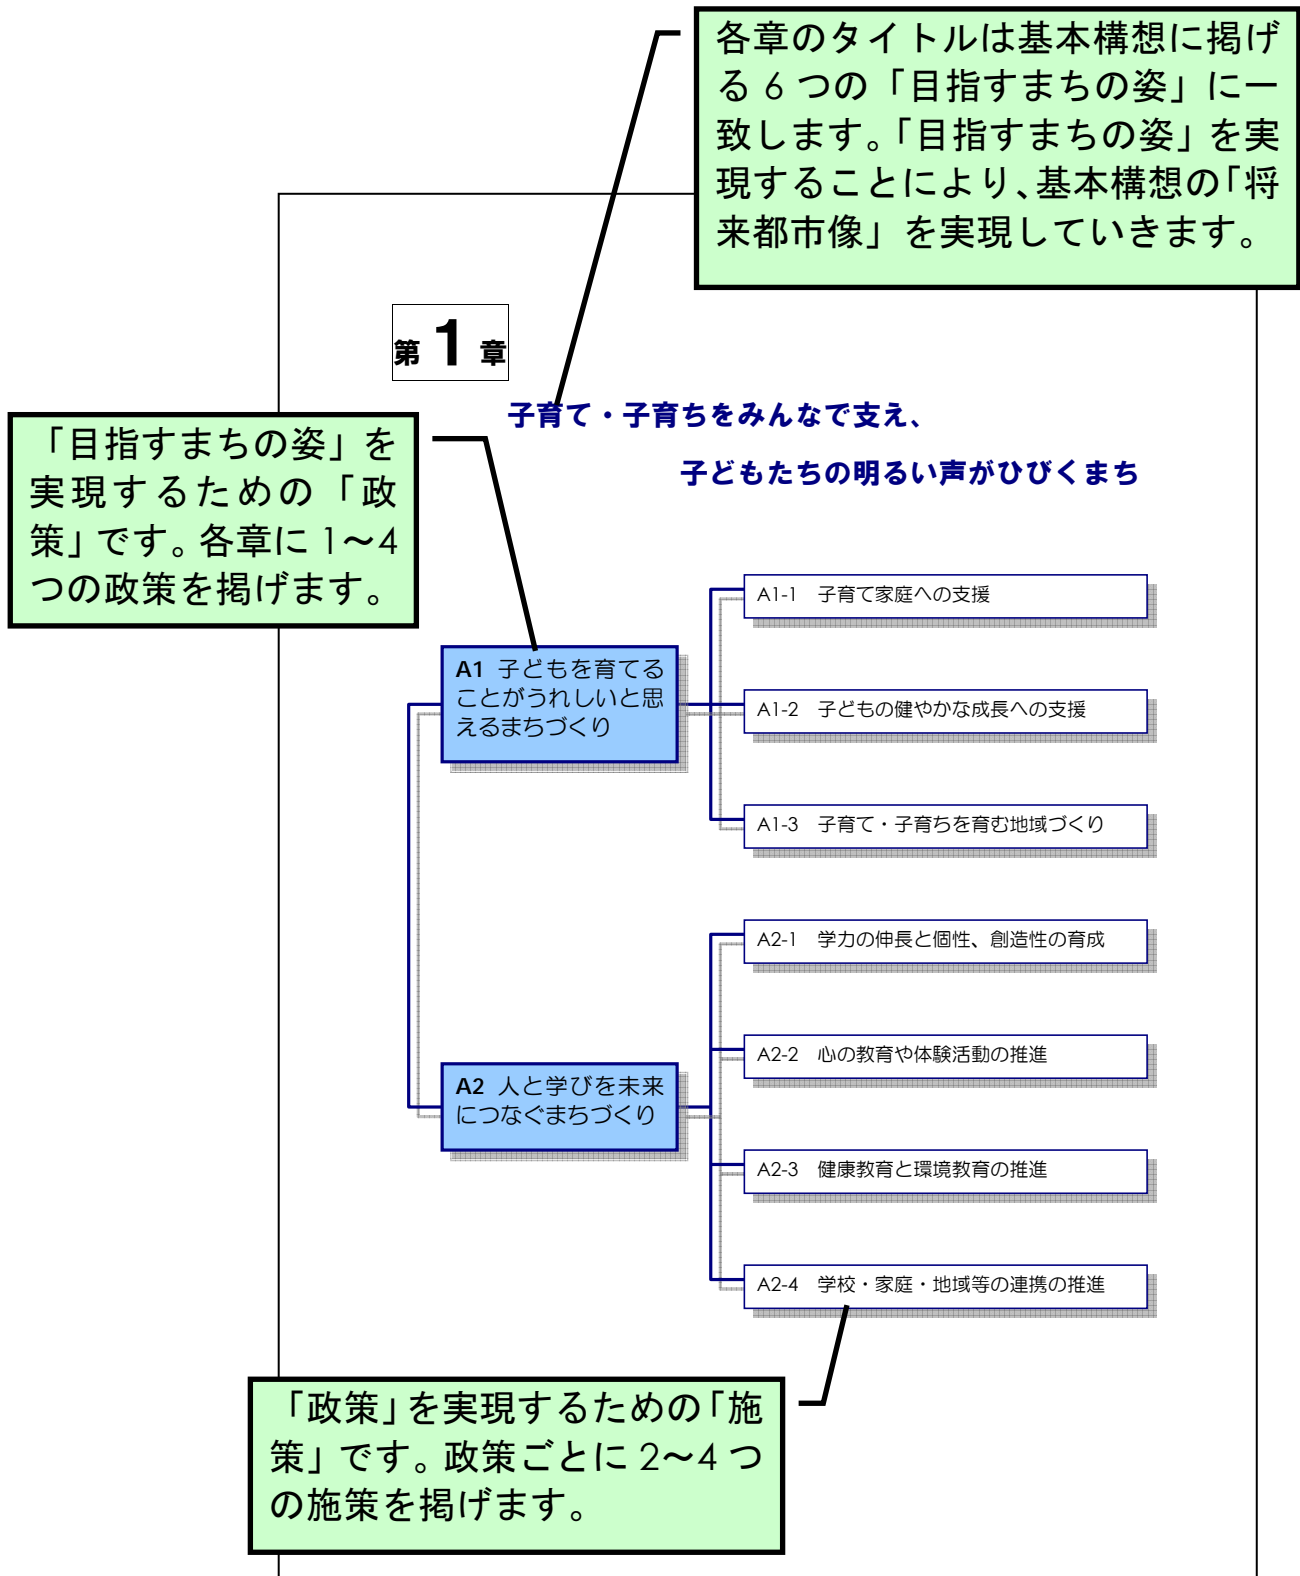 各章のタイトルは基本構想に掲げ
る 6 つの「目指すまちの姿」に一
致します。「目指すまちの姿」を実
現することにより、基本構想の「将
来都市像」を実現していきます。
第 1 章
子育て・子育ちをみんなで支え、
子どもたちの明るい声がひびくまち
「目指すまちの姿」を
実現するための「政
策」です。各章に 1〜4
つの政策を掲げます。
A1 子どもを育てる
ことがうれしいと思
えるまちづくり
A1-1 子育て家庭への支援
A1-2 子どもの健やかな成長への支援
A1-3 子育て・子育ちを育む地域づくり
A2 人と学びを未来
につなぐまちづくり
A2-1 学力の伸長と個性、創造性の育成
A2-2 心の教育や体験活動の推進
A2-3 健康教育と環境教育の推進
A2-4 学校・家庭・地域等の連携の推進
「政策」を実現するための「施
策」です。政策ごとに 2〜4 つ
の施策を掲げます。